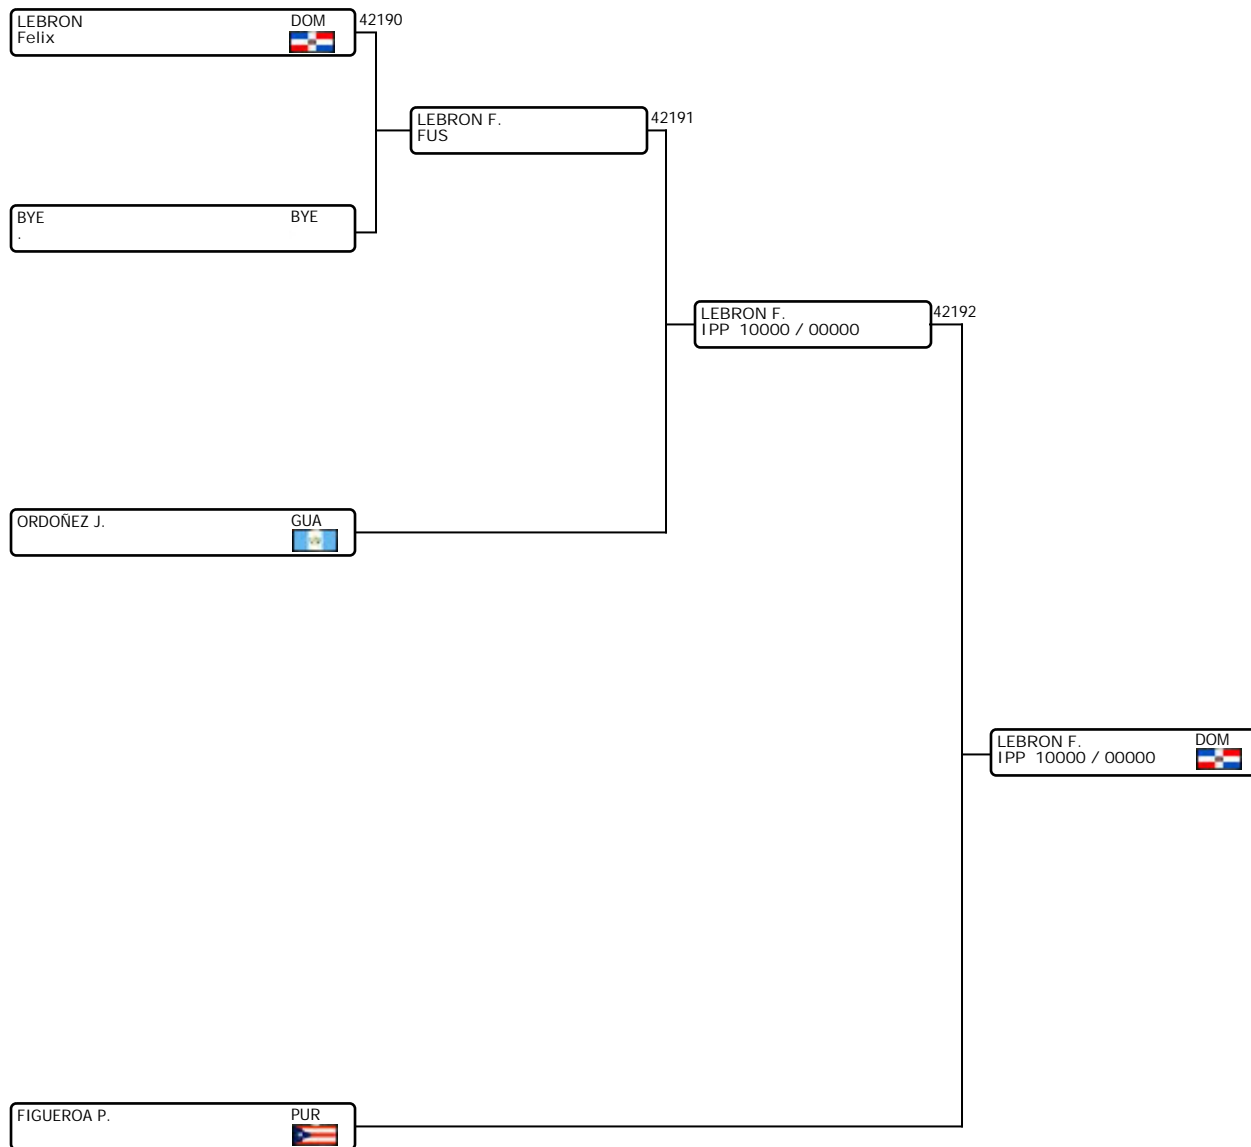 LEBRON DOM 42190
Felix
LEBRON F. 42191
FUS
BYE BYE
.
LEBRON F. 42192
IPP 10000 / 00000
ORDOÑEZ J. GUA
LEBRON F. DOM
IPP 10000 / 00000
FIGUEROA P. PUR